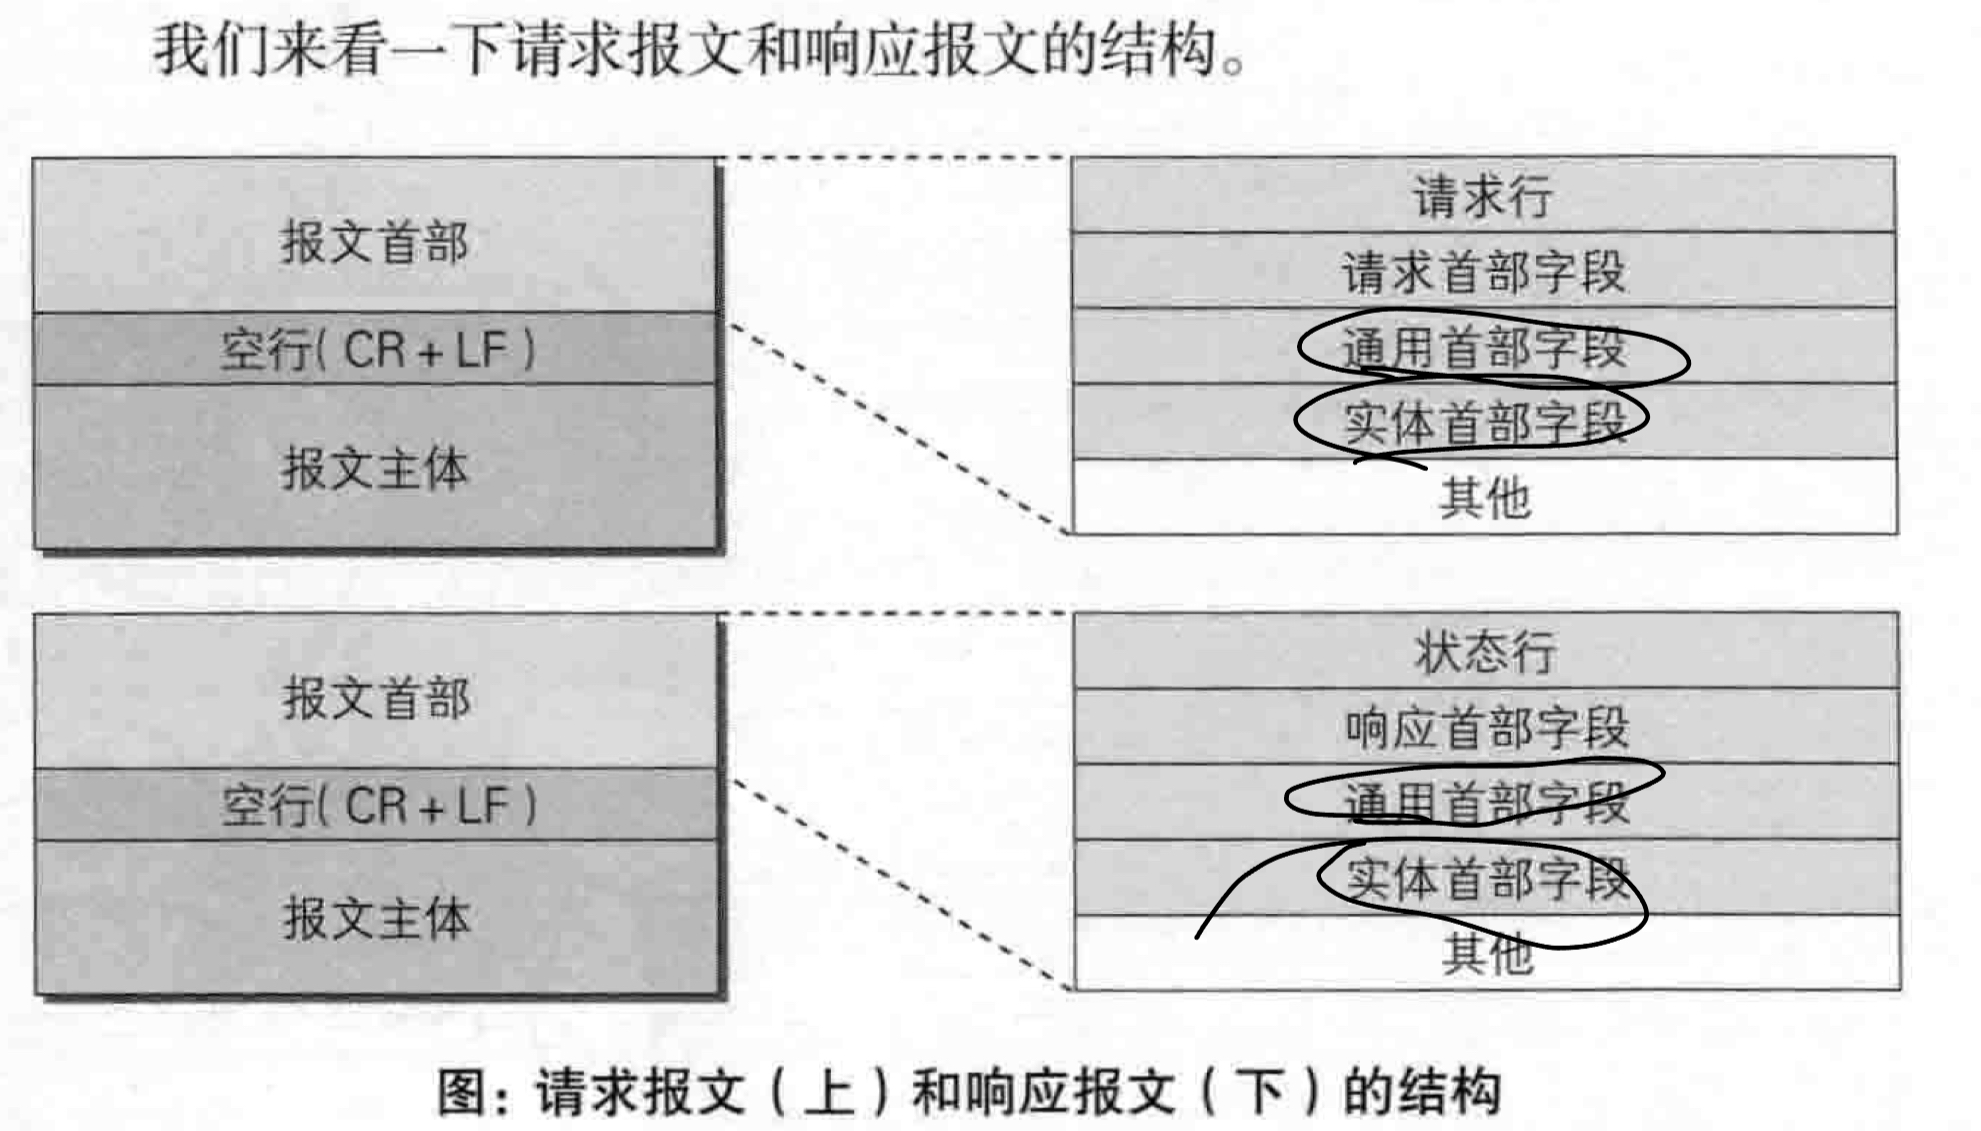 我们来看一下请求报文和响应报文的结构。
报文首部
空行(CR+LF)
报文主体
请求行
请求首部字段
通用首部字段
实体首部字段
其他
报文首部
空行(CR+LF)
报文主体
状态行
响应首部字段
通用首部字段
实体首部字段
其他
图：请求报文（上）和响应报文（下）的结构